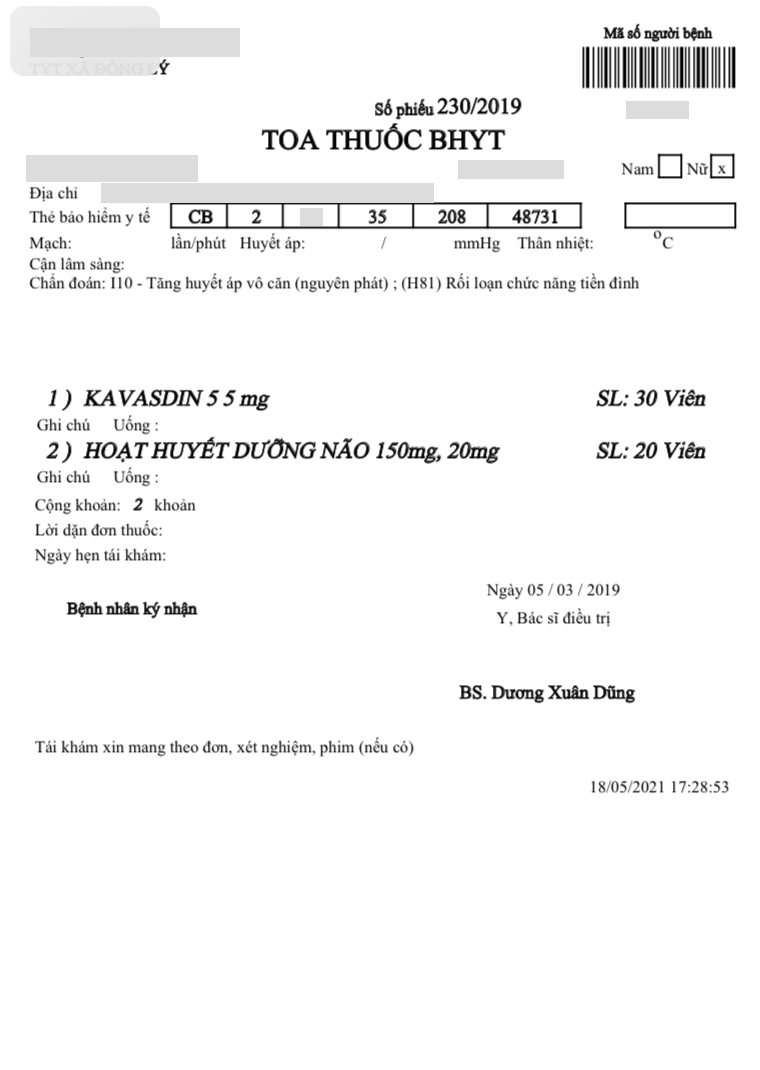 Mã số người bệnh
TYT XÃ ĐỒNG LÝ
Số phiếu 230/2019
TOA THUỐC BHYT
Nam Nữ x
Địa chỉ
Thẻ bảo hiểm y tế CB 2 35 208 48731
Mạch: lần/phút Huyết áp: / mmHg Thân nhiệt: °C
Cận lâm sàng:
Chẩn đoán: I10 - Tăng huyết áp vô căn (nguyên phát) ; (H81) Rối loạn chức năng tiền đình
1 ) KAVASDIN 5 5 mg SL: 30 Viên
Ghi chú Uống :
2 ) HOẠT HUYẾT DƯỠNG NÃO 150mg, 20mg SL: 20 Viên
Ghi chú Uống :
Cộng khoản: 2 khoản
Lời dặn đơn thuốc:
Ngày hẹn tái khám:
Ngày 05 / 03 / 2019
Bệnh nhân ký nhận
Y, Bác sĩ điều trị
BS. Dương Xuân Dũng
Tái khám xin mang theo đơn, xét nghiệm, phim (nếu có)
18/05/2021 17:28:53